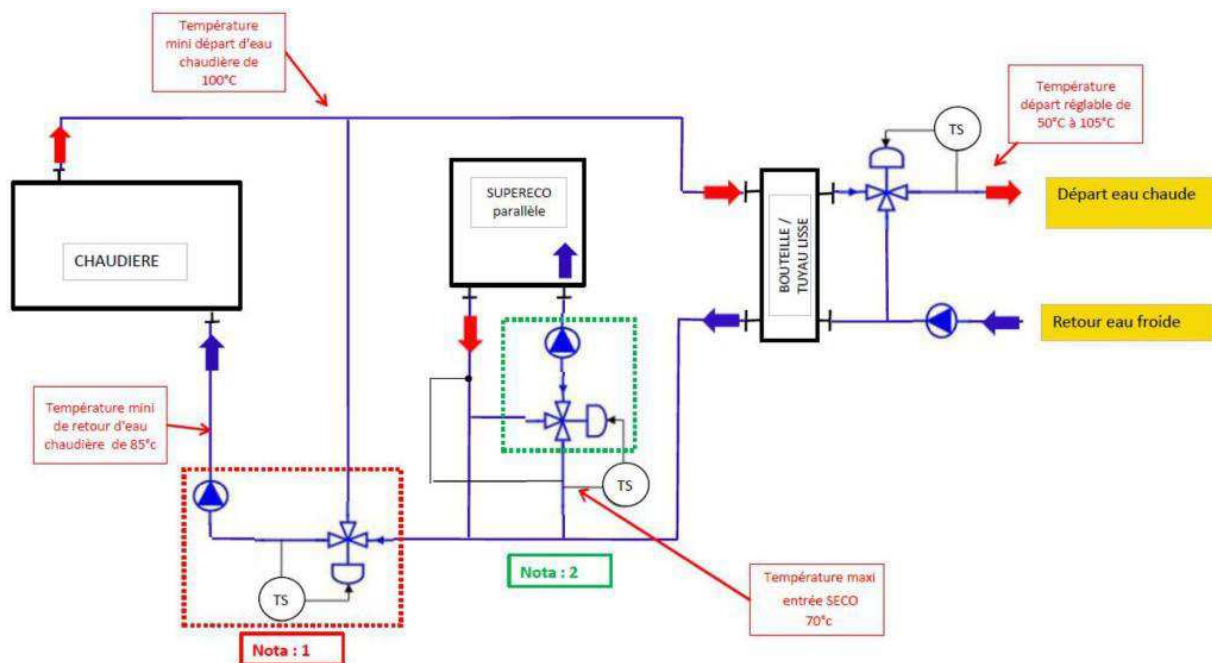 Température
mini départ d'eau
chaudière de
100°C
Température
départ réglable de
50°C à 105°C
TS
SUPERECO
parallèle
Départ eau chaude
CHAUDIERE
BOUTEILLE /
TUYAU LISSE
Retour eau froide
Température mini
de retour d'eau
chaudière de 85°c
TS
Nota : 2
Température maxi
entrée SECO
70°c
TS
Nota : 1